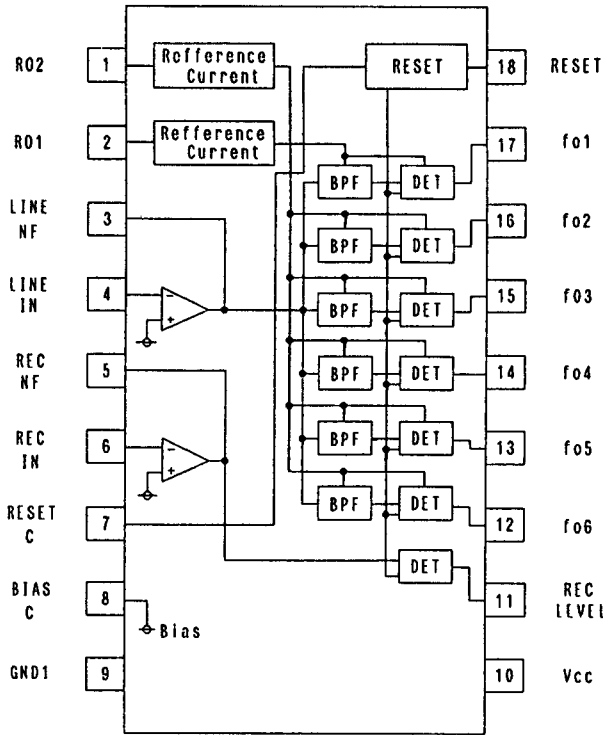 RO2 1 Refference Current RESET 18 RESET
RO1 2 Refference Current 17 fo1
BPF DET
LINE NF 3 16 fo2
BPF DET
LINE IN 4 - + 15 fo3
BPF DET
REC NF 5 14 fo4
BPF DET
REC IN 6 - + 13 fo5
BPF DET
RESET C 7 12 fo6
BPF DET
BIAS C 8 Bias DET 11 REC LEVEL
GND1 9 10 Vcc